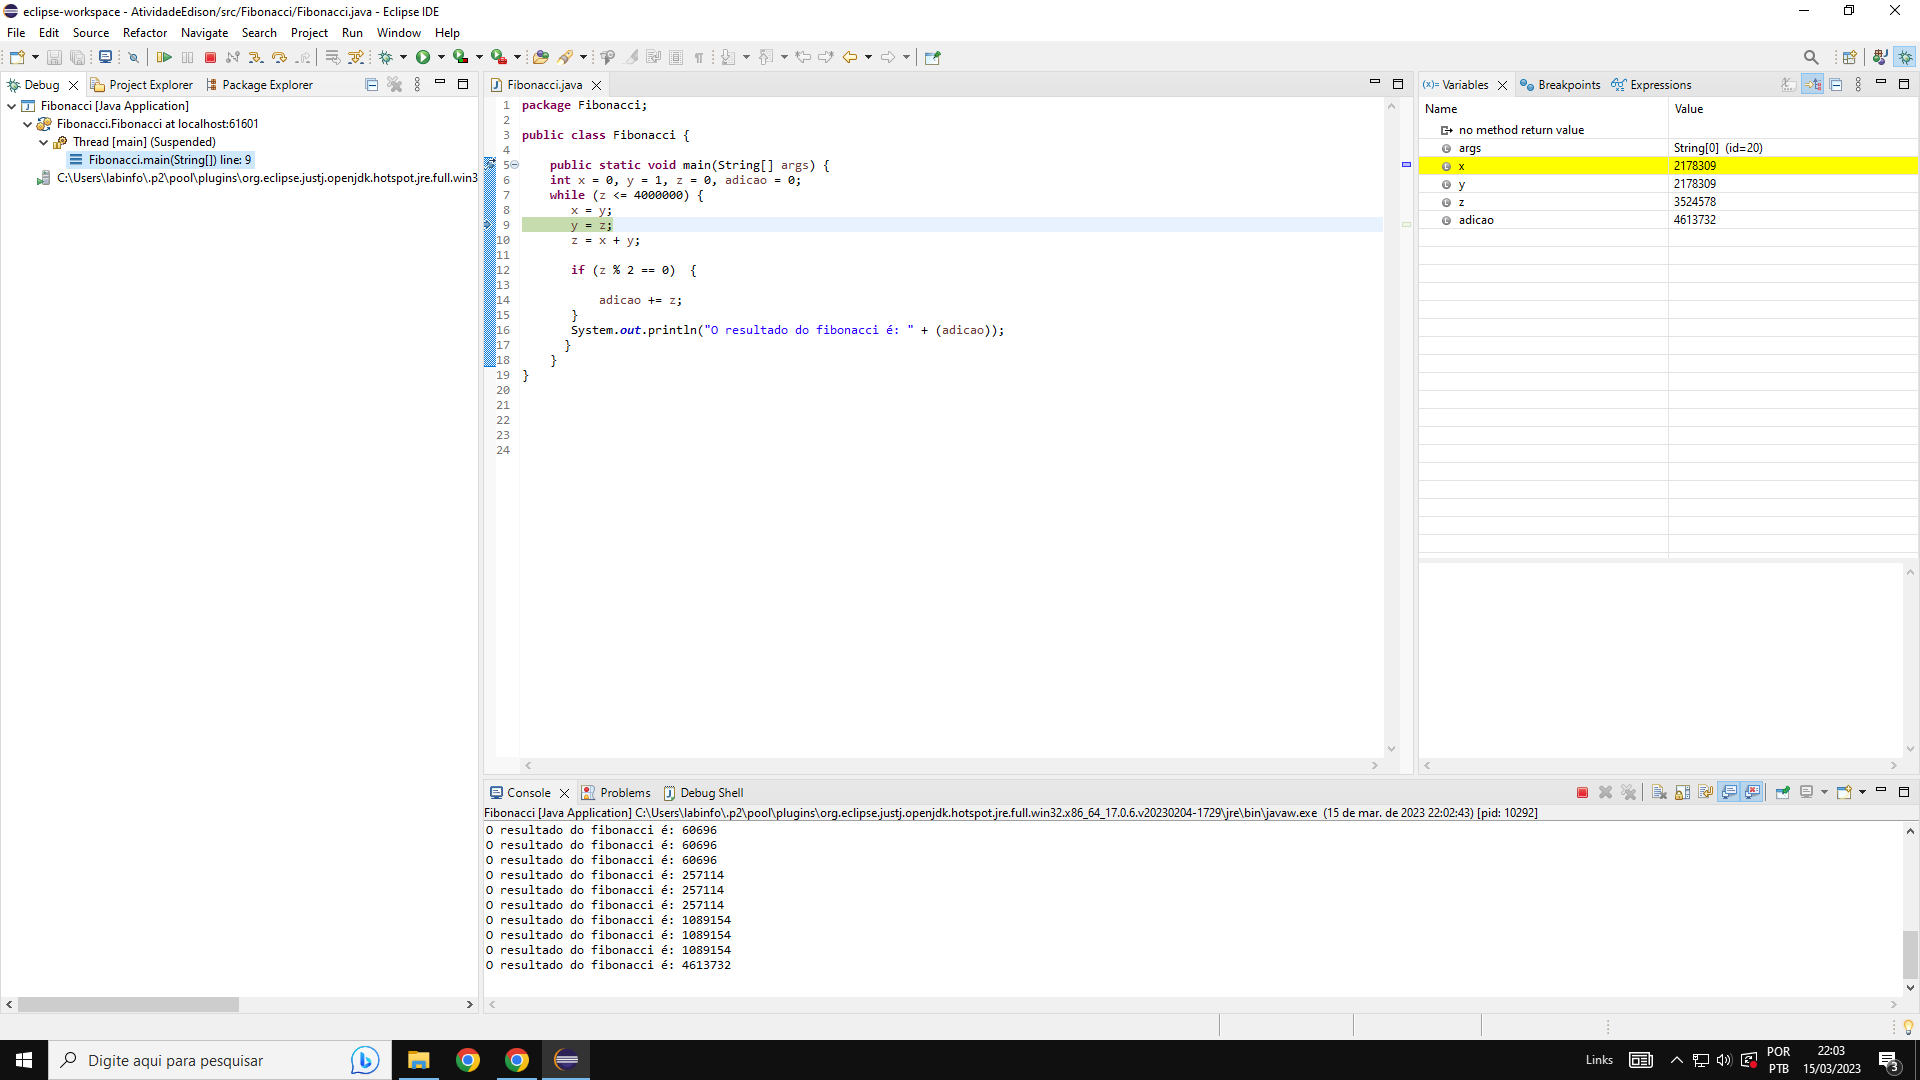 eclipse-workspace - AtividadeEdison/src/Fibonacci/Fibonacci.java - Eclipse IDE
File Edit Source Refactor Navigate Search Project Run Window Help
Debug Project Explorer Package Explorer
Fibonacci [Java Application]
Fibonacci.Fibonacci at localhost:61601
Thread [main] (Suspended)
Fibonacci.main(String[]) line: 9
C:\Users\labinfo\.p2\pool\plugins\org.eclipse.justj.openjdk.hotspot.jre.full.win3
Fibonacci.java
1 package Fibonacci;
2
3 public class Fibonacci {
4
5 public static void main(String[] args) {
6 int x = 0, y = 1, z = 0, adicao = 0;
7 while (z <= 4000000) {
8 x = y;
9 y = z;
10 z = x + y;
11
12 if (z % 2 == 0)  {
13
14 adicao += z;
15 }
16 System.out.println("O resultado do fibonacci é: " + (adicao));
17 }
18 }
19 }
20
21
22
23
24
(x)= Variables Breakpoints Expressions
Name Value
no method return value
args String[0] (id=20)
x 2178309
y 2178309
z 3524578
adicao 4613732
Console Problems Debug Shell
Fibonacci [Java Application] C:\Users\labinfo\.p2\pool\plugins\org.eclipse.justj.openjdk.hotspot.jre.full.win32.x86_64_17.0.6.v20230204-1729\jre\bin\javaw.exe (15 de mar. de 2023 22:02:43) [pid: 10292]
O resultado do fibonacci é: 60696
O resultado do fibonacci é: 60696
O resultado do fibonacci é: 60696
O resultado do fibonacci é: 257114
O resultado do fibonacci é: 257114
O resultado do fibonacci é: 257114
O resultado do fibonacci é: 1089154
O resultado do fibonacci é: 1089154
O resultado do fibonacci é: 1089154
O resultado do fibonacci é: 4613732
Digite aqui para pesquisar
Links
POR
PTB
22:03
15/03/2023
3